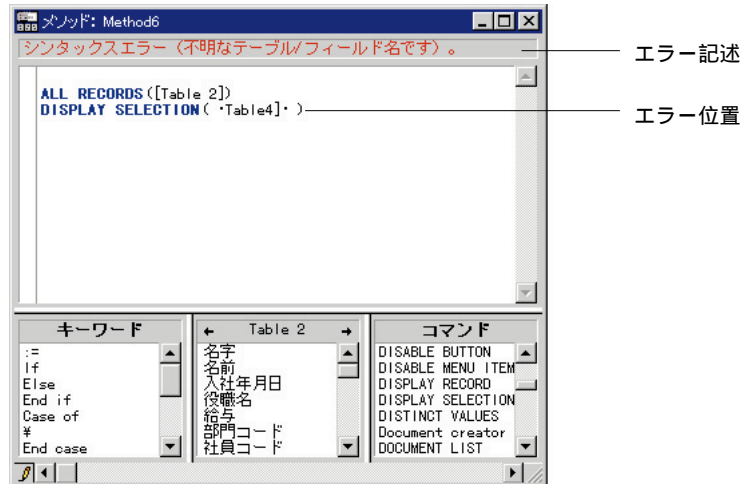 メソッド: Method6
シンタックスエラー（不明なテーブル/フィールド名です）。
エラー記述
ALL RECORDS([Table 2])
DISPLAY SELECTION( ･Table4]･ )
エラー位置
キーワード
:=
If
Else
End if
Case of
¥
End case
← Table 2 →
名字
名前
入社年月日
役職名
給与
部門コード
社員コード
コマンド
DISABLE BUTTON
DISABLE MENU ITEM
DISPLAY RECORD
DISPLAY SELECTION
DISTINCT VALUES
Document creator
DOCUMENT LIST